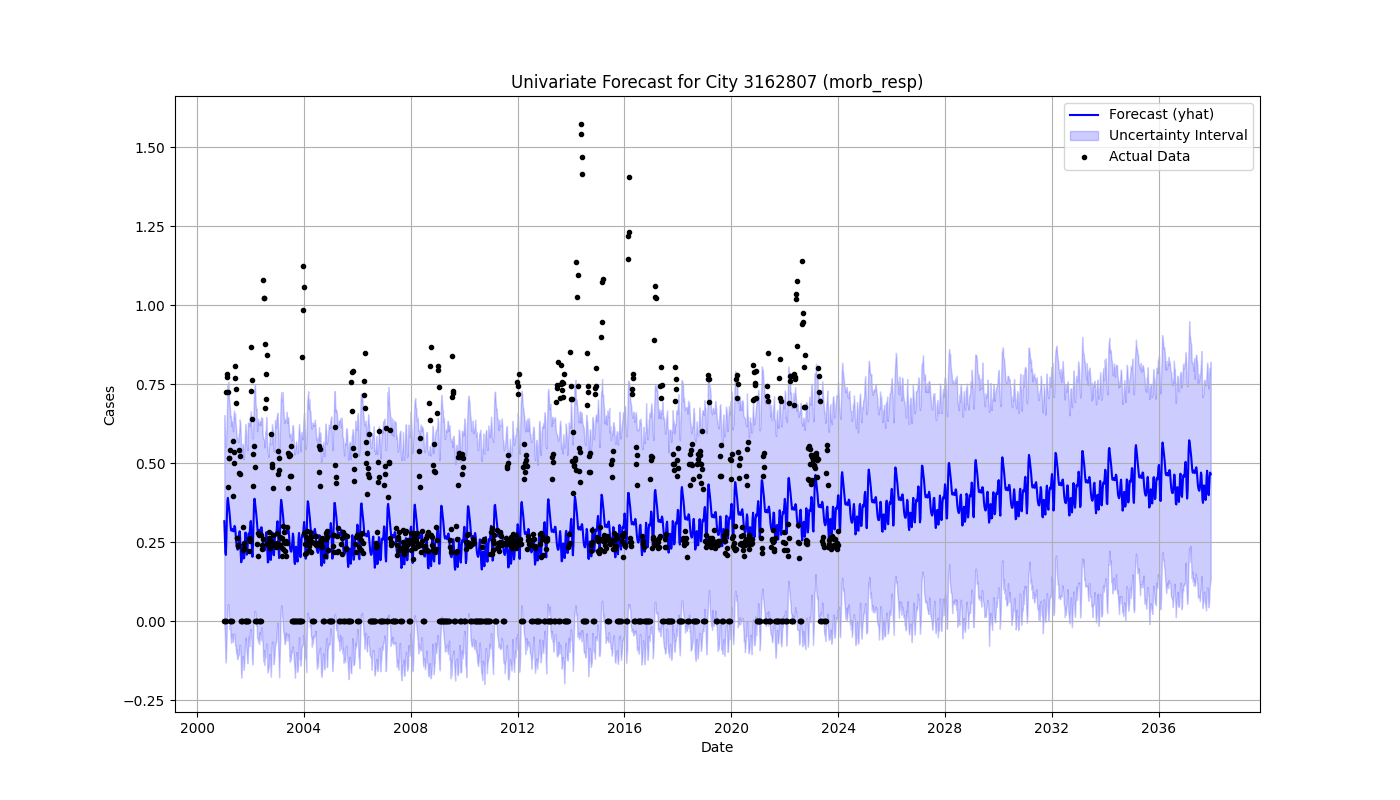 Univariate Forecast for City 3162807 (morb_resp)
Forecast (yhat)
Uncertainty Interval
Actual Data
1.50
1.25
1.00
0.75
0.50
0.25
0.00
−0.25
Cases
2000 2004 2008 2012 2016 2020 2024 2028 2032 2036
Date